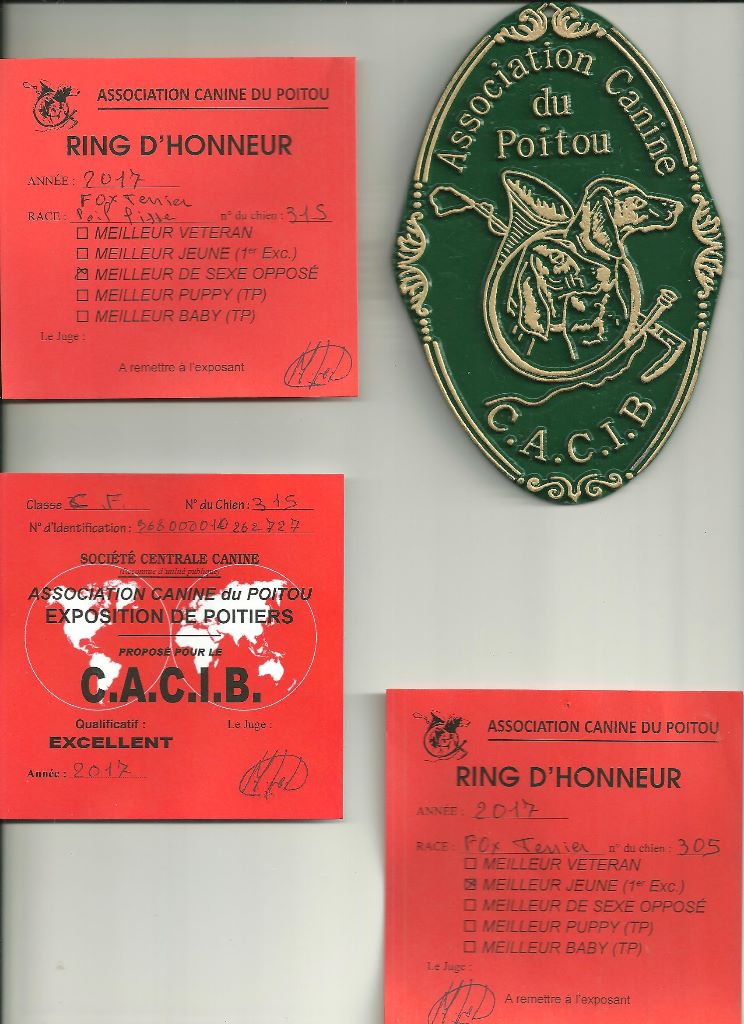 ASSOCIATION CANINE DU POITOU
RING D'HONNEUR
ANNÉE : 2017
Fox Terrier
RACE : Poil lisse n° du chien : 315
MEILLEUR VETERAN
MEILLEUR JEUNE (1er Exc.)
MEILLEUR DE SEXE OPPOSÉ
MEILLEUR PUPPY (TP)
MEILLEUR BABY (TP)
Le Juge :
A remettre à l'exposant
Association Canine
du
Poitou
C.A.C.I.B
Classe C F. N° du Chien : 315
N° d'Identification :
SOCIÉTÉ CENTRALE CANINE
(Reconnue d'utilité publique)
ASSOCIATION CANINE du POITOU
EXPOSITION DE POITIERS
PROPOSÉ POUR LE
C.A.C.I.B.
Qualificatif : Le Juge :
EXCELLENT
Année : 2017
ASSOCIATION CANINE DU POITOU
RING D'HONNEUR
ANNÉE : 2017
RACE : Fox Terrier n° du chien : 305
MEILLEUR VETERAN
MEILLEUR JEUNE (1er Exc.)
MEILLEUR DE SEXE OPPOSÉ
MEILLEUR PUPPY (TP)
MEILLEUR BABY (TP)
Le Juge :
A remettre à l'exposant